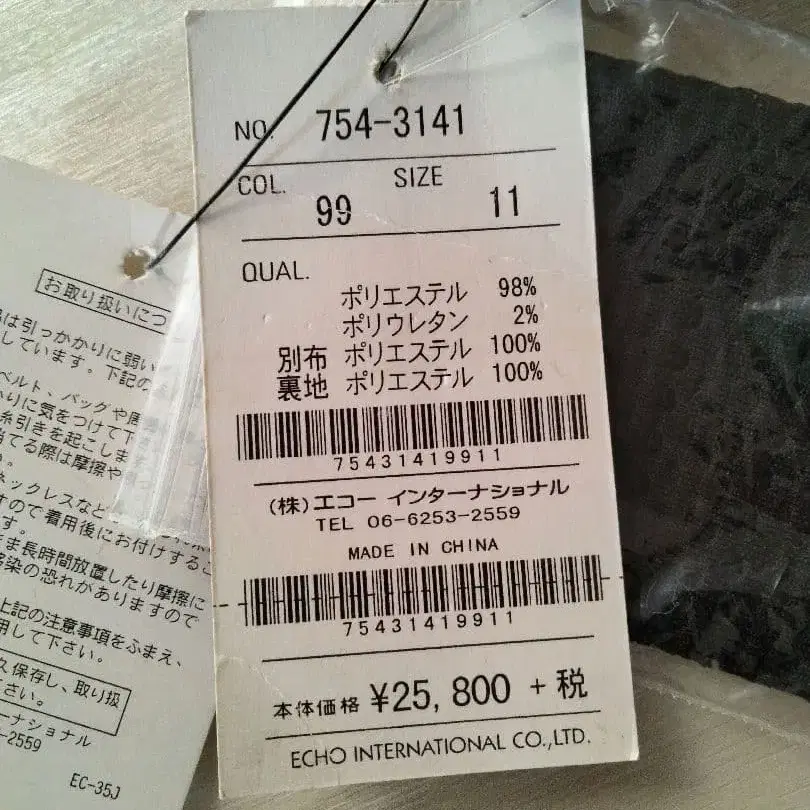 NO. 754-3141
COL. 99 SIZE 11
QUAL.
ポリエステル 98%
ポリウレタン 2%
別布 ポリエステル 100%
裏地 ポリエステル 100%
75431419911
(株)エコー インターナショナル
TEL 06-6253-2559
MADE IN CHINA
75431419911
本体価格 ¥25,800 +税
ECHO INTERNATIONAL CO.,LTD.
お取り扱いにつ
は引っかかりに弱い
しています。下記の
ベルト、バッグや
かりに気をつけて下
糸引きを起こしま
当てる際は摩擦や
ネックレスなど
すので着用後にお付けするこ
す。
ま長時間放置したり摩擦に
染の恐れがありますので
上記の注意事項をふまえ、
用して下さい。
久保存し、取り扱
さい。
ーナショナル
-2559
EC-35J